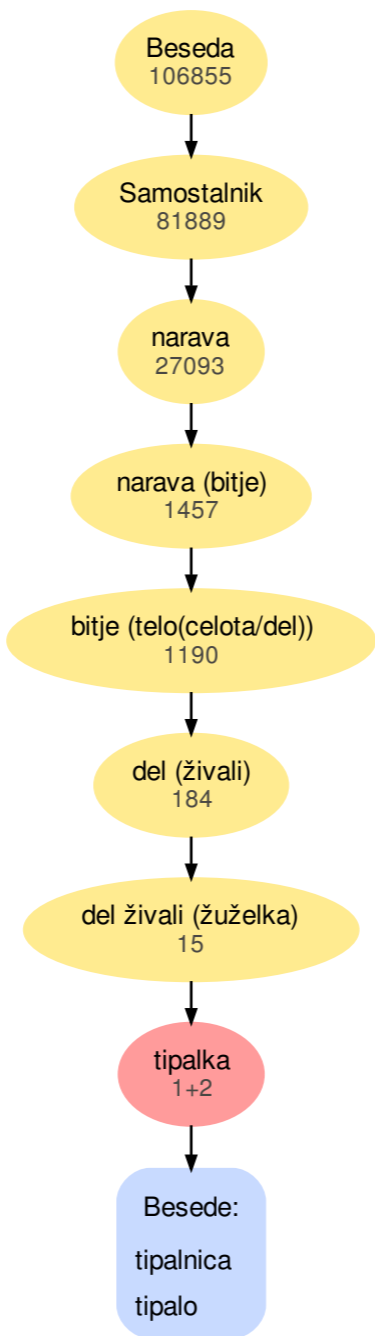 Beseda
106855
Samostalnik
81889
narava
27093
narava (bitje)
1457
bitje (telo(celota/del))
1190
del (živali)
184
del živali (žuželka)
15
tipalka
1+2
Besede:
tipalnica
tipalo